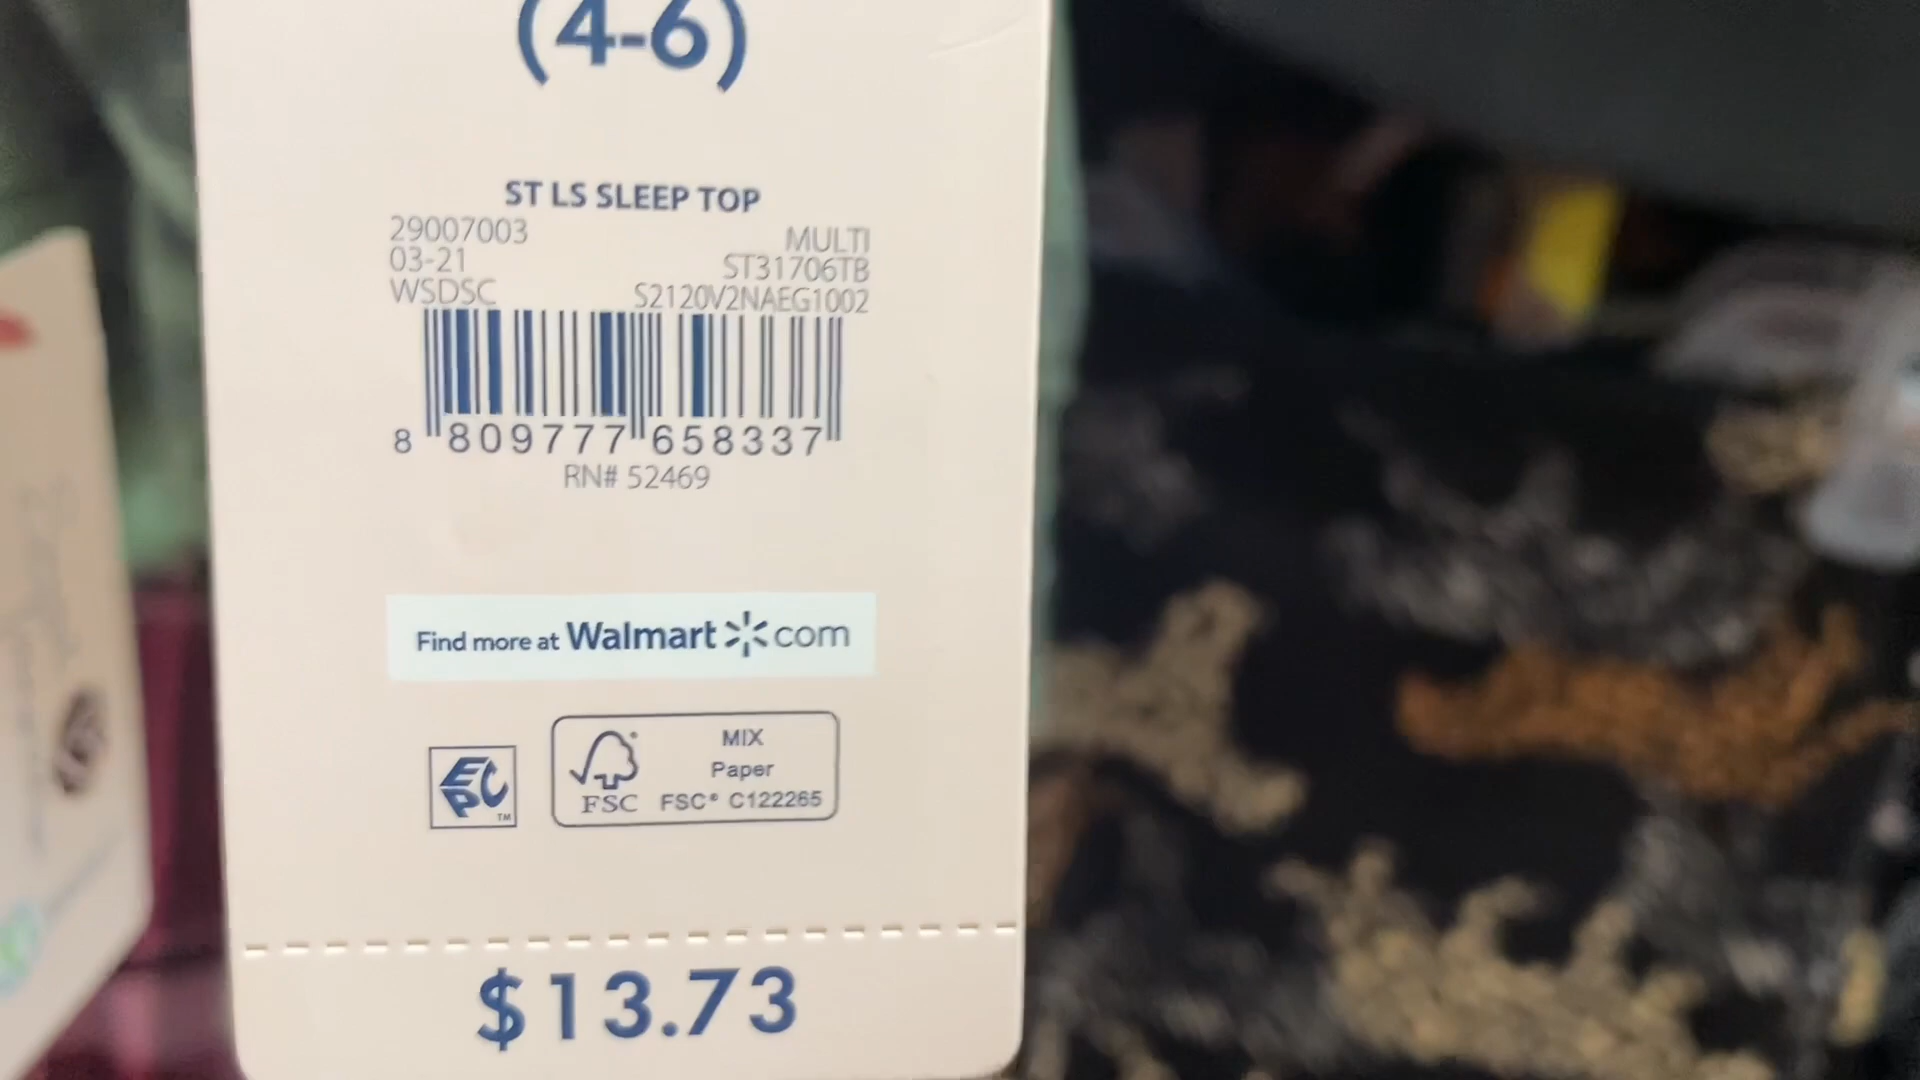 (4-6)
ST LS SLEEP TOP
29007003
MULTI
03-21
ST31706TB
WSDSC
S2120V2NAEG1002
8 809777 658337
RN# 52469
Find more at Walmart com
EPC TM
MIX
Paper
FSC FSC® C122265
$13.73